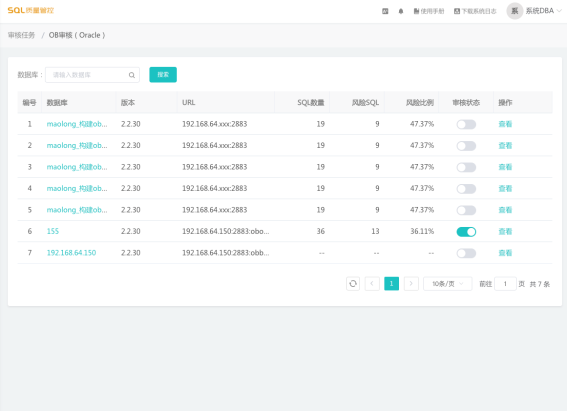 SQL质量管控
使用手册 下载系统日志 系 系统DBA
审核任务 / OB审核 ( Oracle )
数据库： 请输入数据库 搜索
编号 数据库 版本 URL SQL数量 风险SQL 风险比例 审核状态 操作
1 maolong_构建ob... 2.2.30 192.168.64.xxx:2883 19 9 47.37% 查看
2 maolong_构建ob... 2.2.30 192.168.64.xxx:2883 19 9 47.37% 查看
3 maolong_构建ob... 2.2.30 192.168.64.xxx:2883 19 9 47.37% 查看
4 maolong_构建ob... 2.2.30 192.168.64.xxx:2883 19 9 47.37% 查看
5 maolong_构建ob... 2.2.30 192.168.64.xxx:2883 19 9 47.37% 查看
6 155 2.2.30 192.168.64.150:2883:obo... 36 13 36.11% 查看
7 192.168.64.150 2.2.30 192.168.64.150:2883:obb... -- -- -- 查看
1 10条/页 前往 1 页 共 7 条